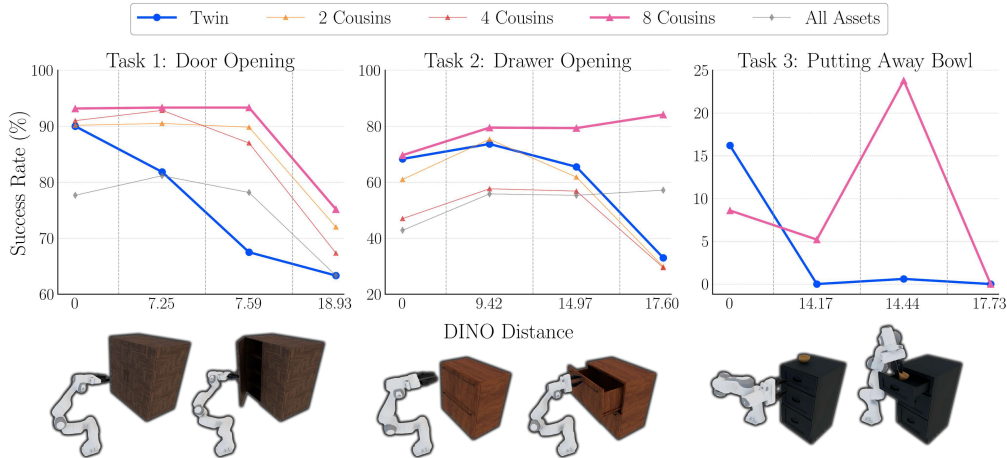 Twin 2 Cousins 4 Cousins 8 Cousins All Assets
Task 1: Door Opening
Success Rate (%)
100
90
80
70
60
0 7.25 7.59 18.93
Task 2: Drawer Opening
100
80
60
40
20
0 9.42 14.97 17.60
Task 3: Putting Away Bowl
25
20
15
10
5
0
0 14.17 14.44 17.73
DINO Distance